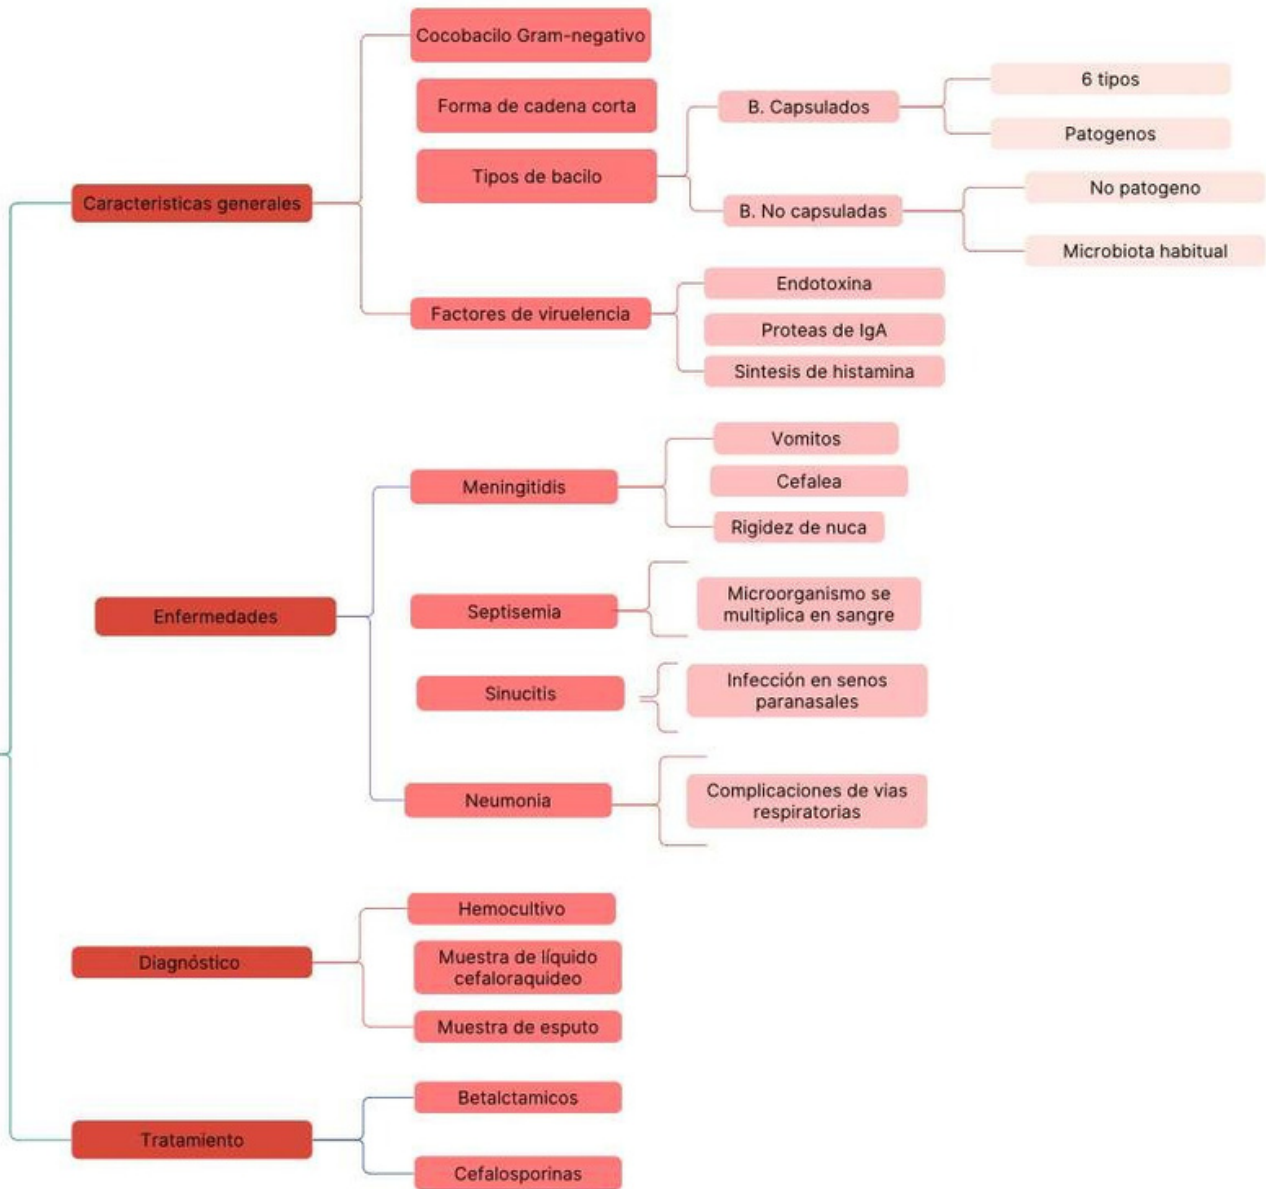 Cocobacilo Gram-negativo
Forma de cadena corta
Tipos de bacilo
B. Capsulados
6 tipos
Patogenos
B. No capsuladas
No patogeno
Microbiota habitual
Caracteristicas generales
Factores de viruelencia
Endotoxina
Proteas de IgA
Sintesis de histamina
Enfermedades
Meningitidis
Vomitos
Cefalea
Rigidez de nuca
Septisemia
Microorganismo se
multiplica en sangre
Sinucitis
Infección en senos
paranasales
Neumonia
Complicaciones de vias
respiratorias
Diagnóstico
Hemocultivo
Muestra de líquido
cefaloraquideo
Muestra de esputo
Tratamiento
Betalctamicos
Cefalosporinas